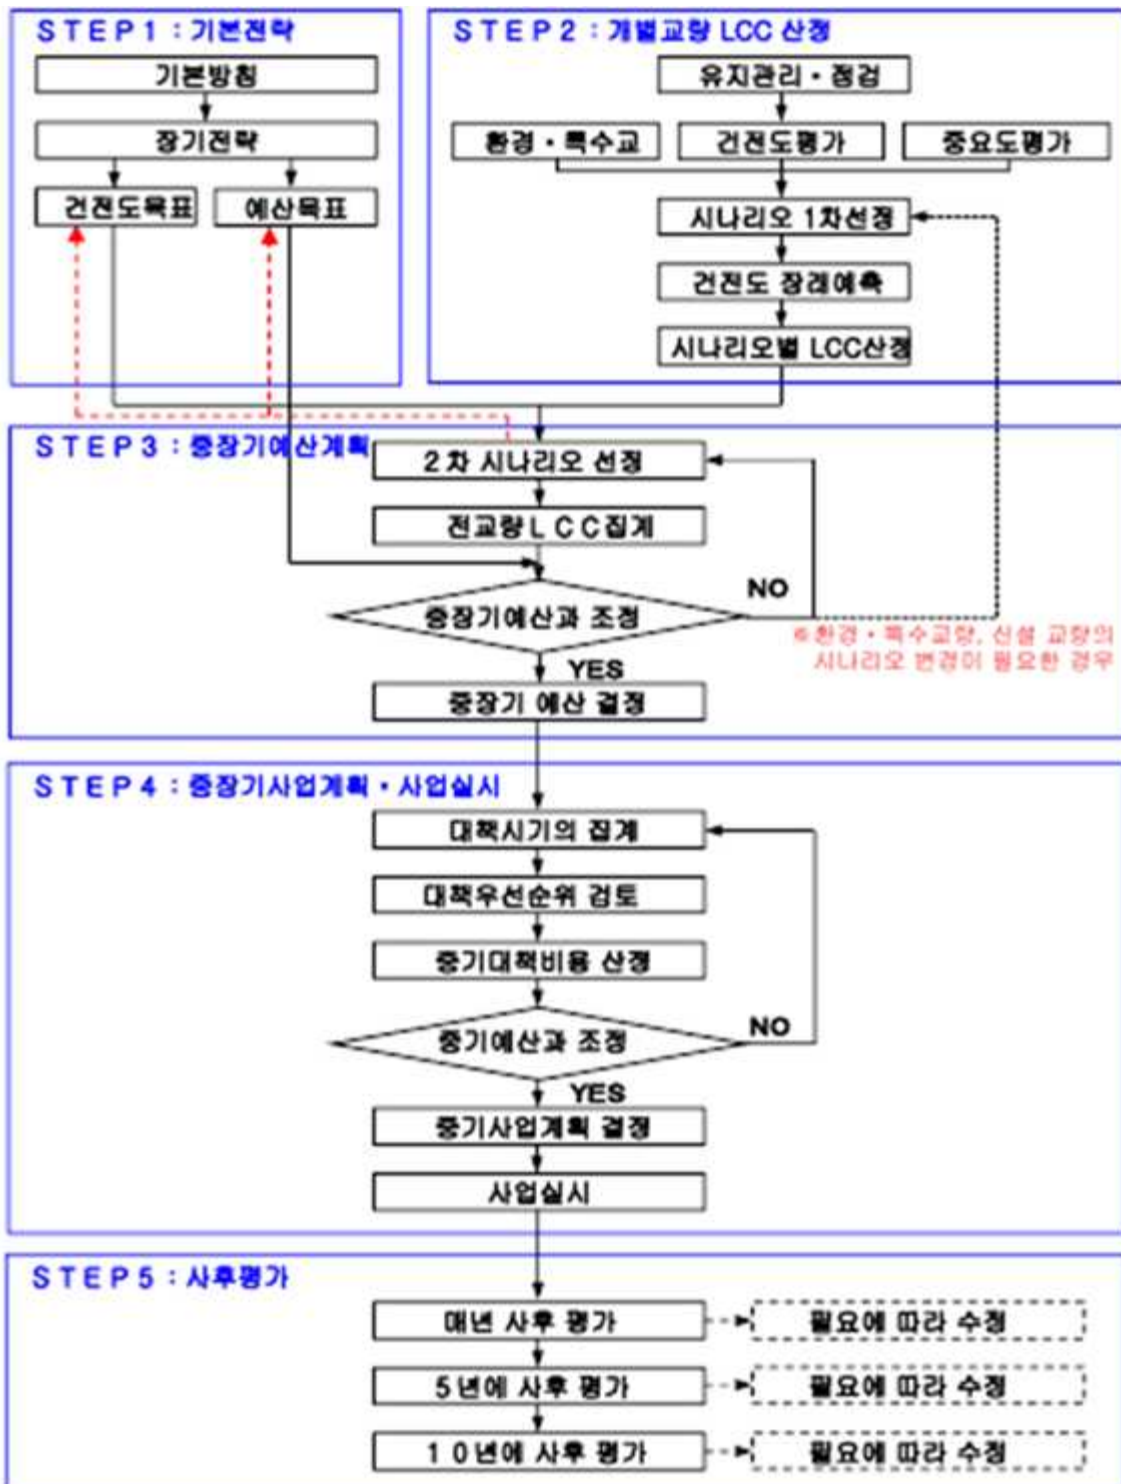 STEP1 : 기본전략
기본방침
장기전략
건전도목표
예산목표
STEP2 : 개별교량 LCC 산정
유지관리・점검
환경・특수교
건전도평가
중요도평가
시나리오 1차선정
건전도 장래예측
시나리오별 LCC산정
STEP3 : 중장기예산계획
2차 시나리오 선정
전교량LCC집계
중장기예산과 조정
NO
※환경・특수교량, 신설 교량의
시나리오 변경이 필요한 경우
YES
중장기 예산 결정
STEP4 : 중장기사업계획・사업실시
대책시기의 집계
대책우선순위 검토
중기대책비용 산정
중기예산과 조정
NO
YES
중기사업계획 결정
사업실시
STEP5 : 사후평가
매년 사후 평가
필요에 따라 수정
5년에 사후 평가
필요에 따라 수정
10년에 사후 평가
필요에 따라 수정